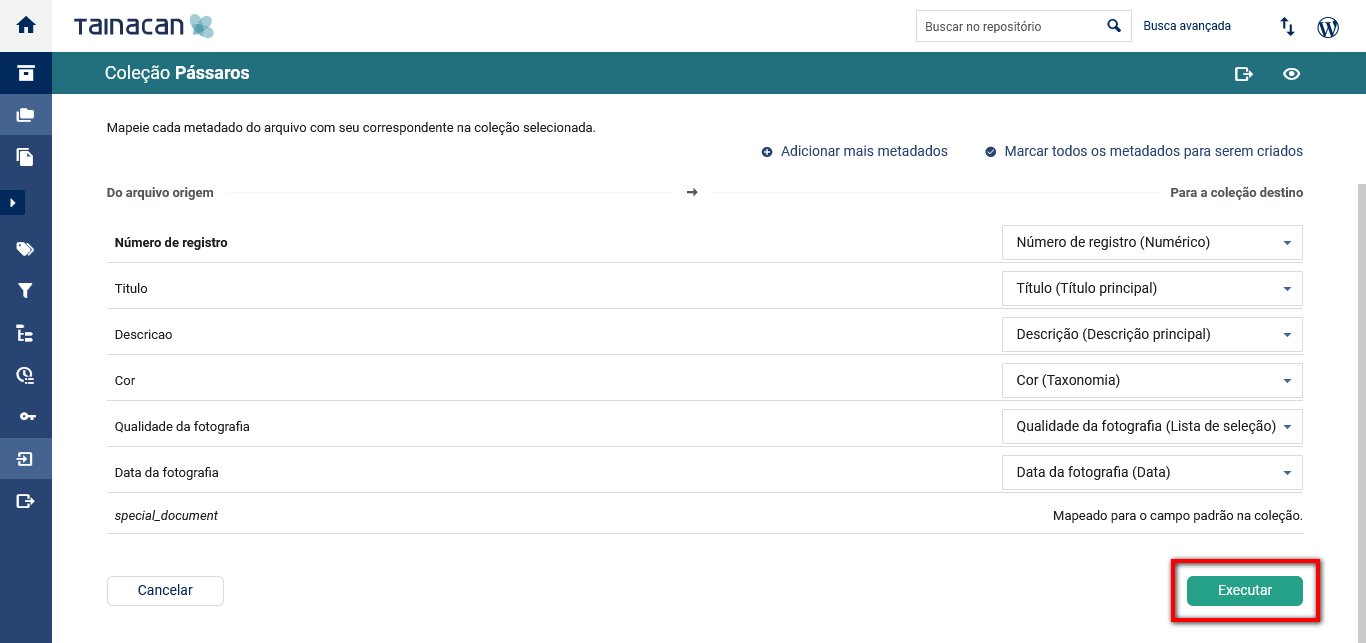 TAINACAN
Buscar no repositório
Busca avançada
Coleção Pássaros
Mapeie cada metadado do arquivo com seu correspondente na coleção selecionada.
Adicionar mais metadados
Marcar todos os metadados para serem criados
Do arquivo origem
Para a coleção destino
Número de registro
Número de registro (Numérico)
Titulo
Título (Título principal)
Descricao
Descrição (Descrição principal)
Cor
Cor (Taxonomia)
Qualidade da fotografia
Qualidade da fotografia (Lista de seleção)
Data da fotografia
Data da fotografia (Data)
special_document
Mapeado para o campo padrão na coleção.
Cancelar
Executar